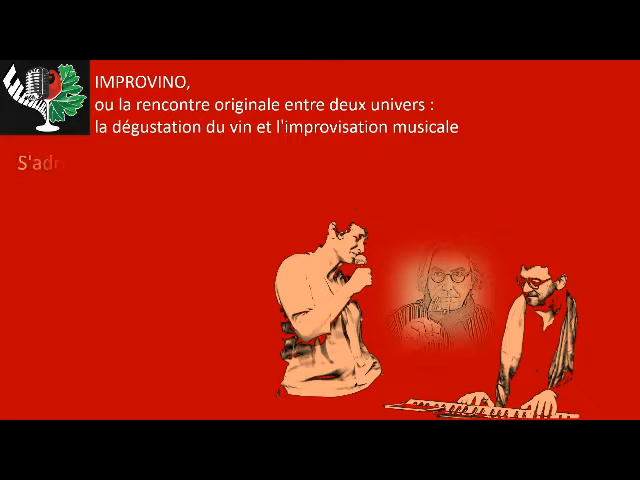 IMPROVINO,
ou la rencontre originale entre deux univers :
la dégustation du vin et l'improvisation musicale